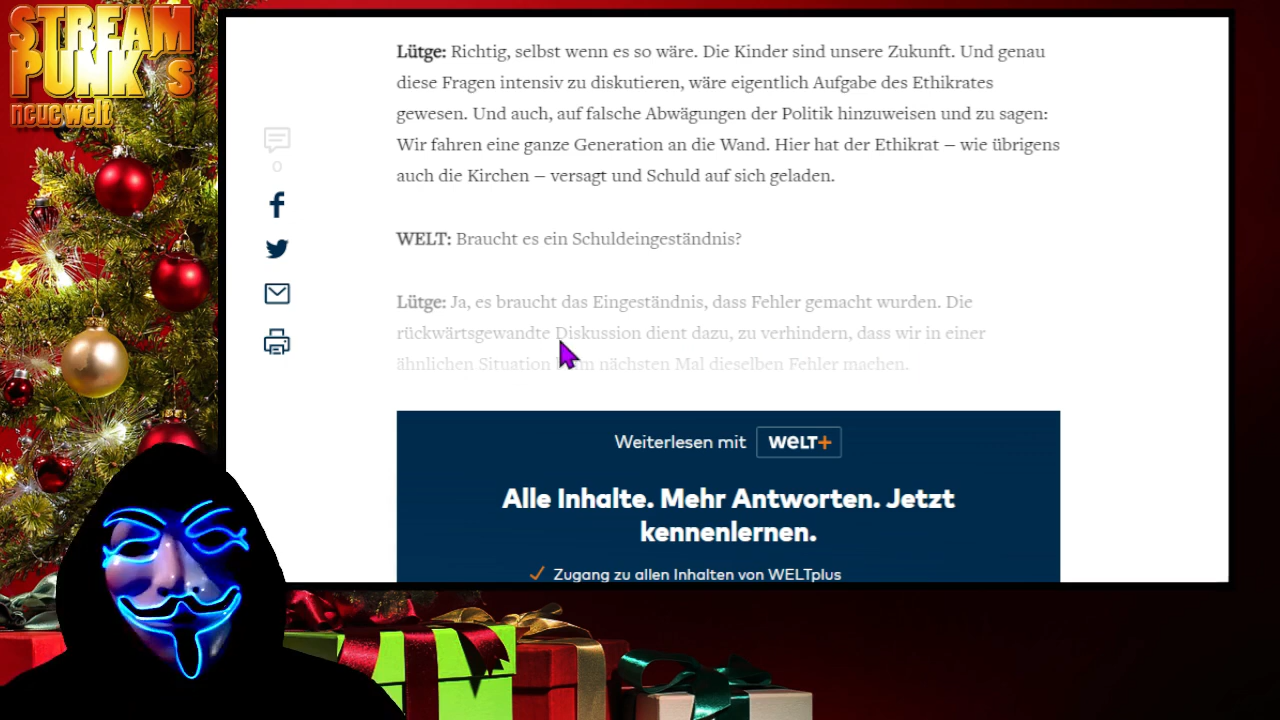 STREAM
PUNK´s
neue welt
Lütge: Richtig, selbst wenn es so wäre. Die Kinder sind unsere Zukunft. Und genau
diese Fragen intensiv zu diskutieren, wäre eigentlich Aufgabe des Ethikrates
gewesen. Und auch, auf falsche Abwägungen der Politik hinzuweisen und zu sagen:
Wir fahren eine ganze Generation an die Wand. Hier hat der Ethikrat – wie übrigens
auch die Kirchen – versagt und Schuld auf sich geladen.
0
WELT: Braucht es ein Schuldeingeständnis?
Lütge: Ja, es braucht das Eingeständnis, dass Fehler gemacht wurden. Die
rückwärtsgewandte Diskussion dient dazu, zu verhindern, dass wir in einer
ähnlichen Situation nächsten Mal dieselben Fehler machen.
Weiterlesen mit WELT+
Alle Inhalte. Mehr Antworten. Jetzt
kennenlernen.
Zugang zu allen Inhalten von WELTplus